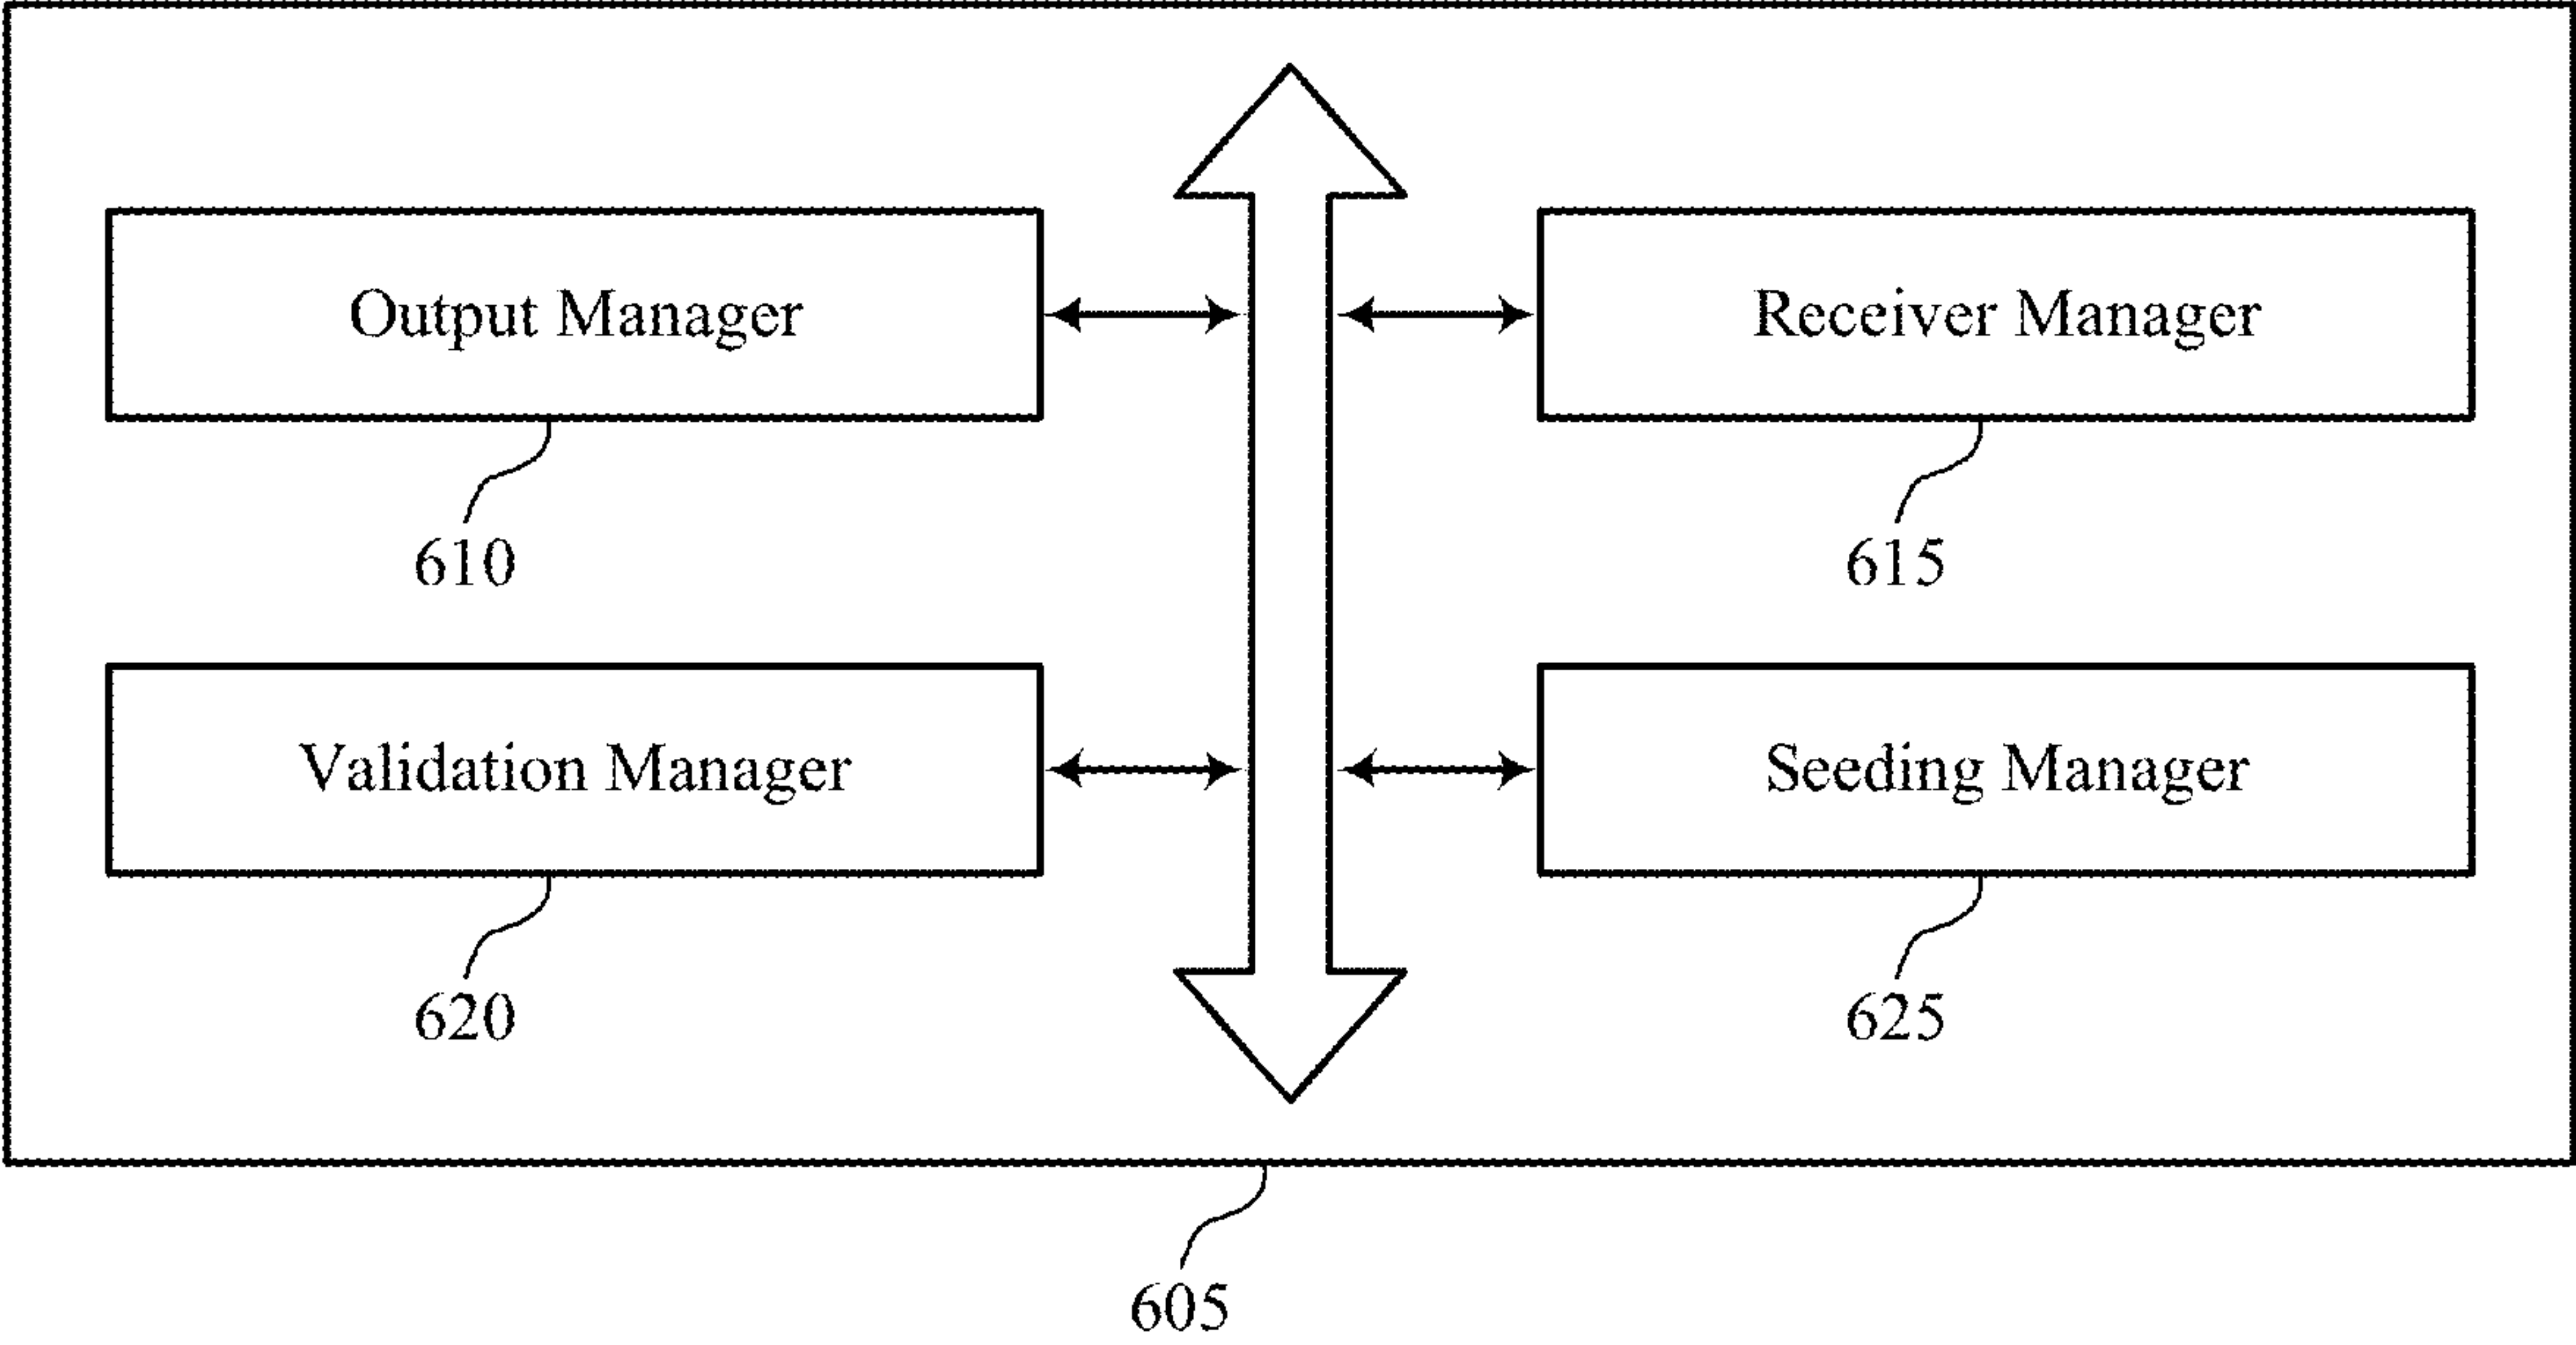 Output Manager
Receiver Manager
610
615
Validation Manager
Seeding Manager
620
625
605